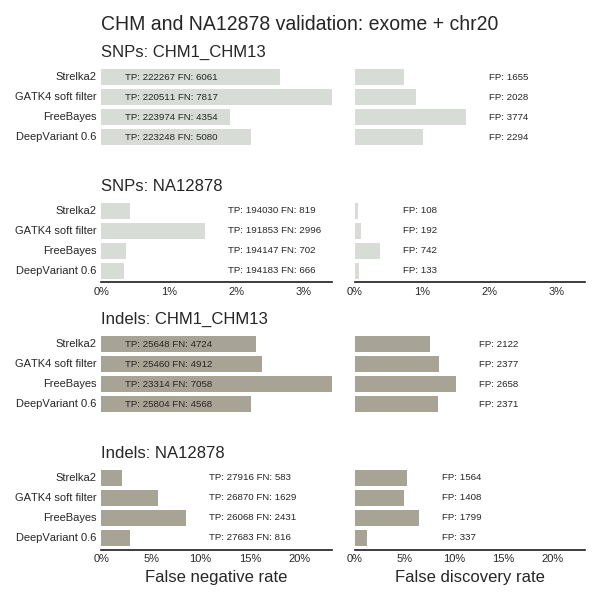 CHM and NA12878 validation: exome + chr20
SNPs: CHM1_CHM13
Strelka2 TP: 222267 FN: 6061 FP: 1655
GATK4 soft filter TP: 220511 FN: 7817 FP: 2028
FreeBayes TP: 223974 FN: 4354 FP: 3774
DeepVariant 0.6 TP: 223248 FN: 5080 FP: 2294
SNPs: NA12878
Strelka2 TP: 194030 FN: 819 FP: 108
GATK4 soft filter TP: 191853 FN: 2996 FP: 192
FreeBayes TP: 194147 FN: 702 FP: 742
DeepVariant 0.6 TP: 194183 FN: 666 FP: 133
0% 1% 2% 3% 0% 1% 2% 3%
Indels: CHM1_CHM13
Strelka2 TP: 25648 FN: 4724 FP: 2122
GATK4 soft filter TP: 25460 FN: 4912 FP: 2377
FreeBayes TP: 23314 FN: 7058 FP: 2658
DeepVariant 0.6 TP: 25804 FN: 4568 FP: 2371
Indels: NA12878
Strelka2 TP: 27916 FN: 583 FP: 1564
GATK4 soft filter TP: 26870 FN: 1629 FP: 1408
FreeBayes TP: 26068 FN: 2431 FP: 1799
DeepVariant 0.6 TP: 27683 FN: 816 FP: 337
0% 5% 10% 15% 20% 0% 5% 10% 15% 20%
False negative rate False discovery rate